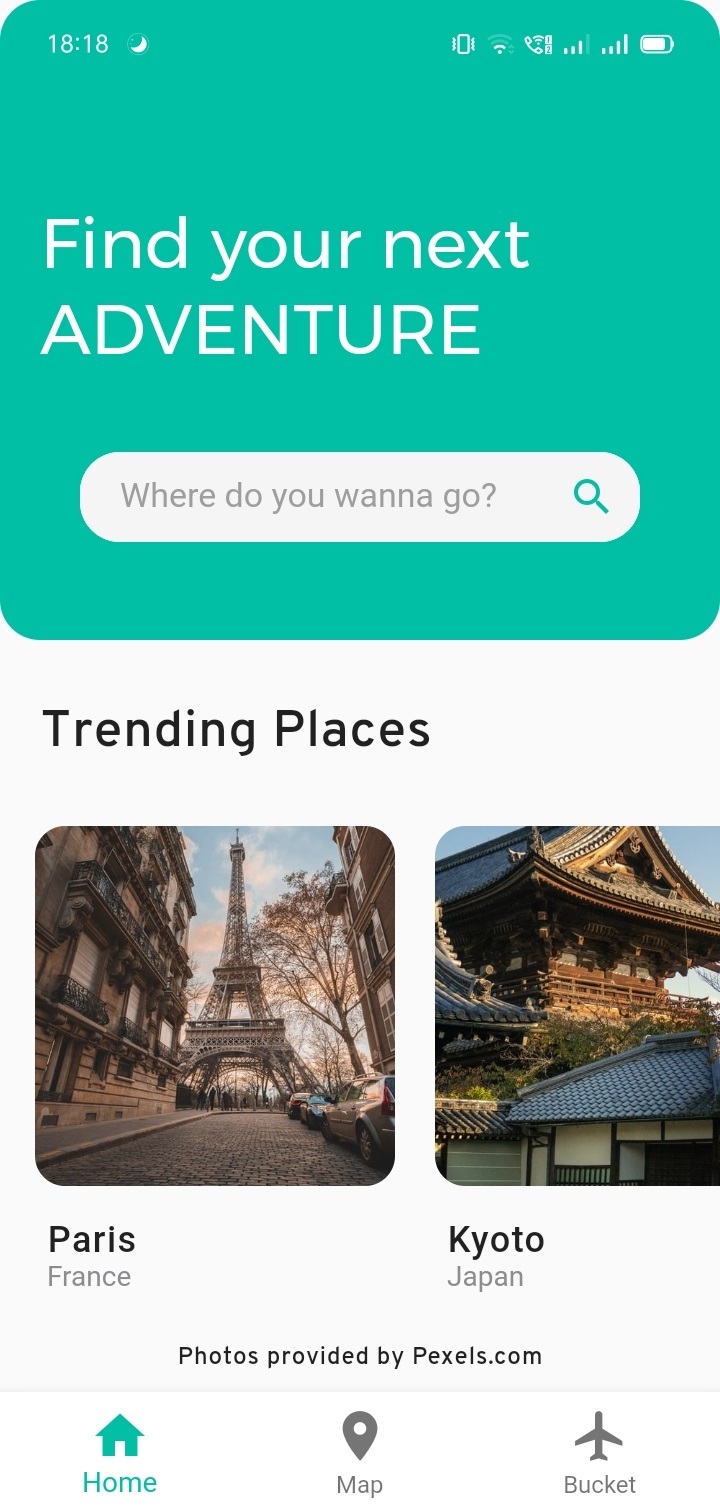 18:18
Find your next
ADVENTURE
Where do you wanna go?
Trending Places
Paris
France
Kyoto
Japan
Photos provided by Pexels.com
Home
Map
Bucket